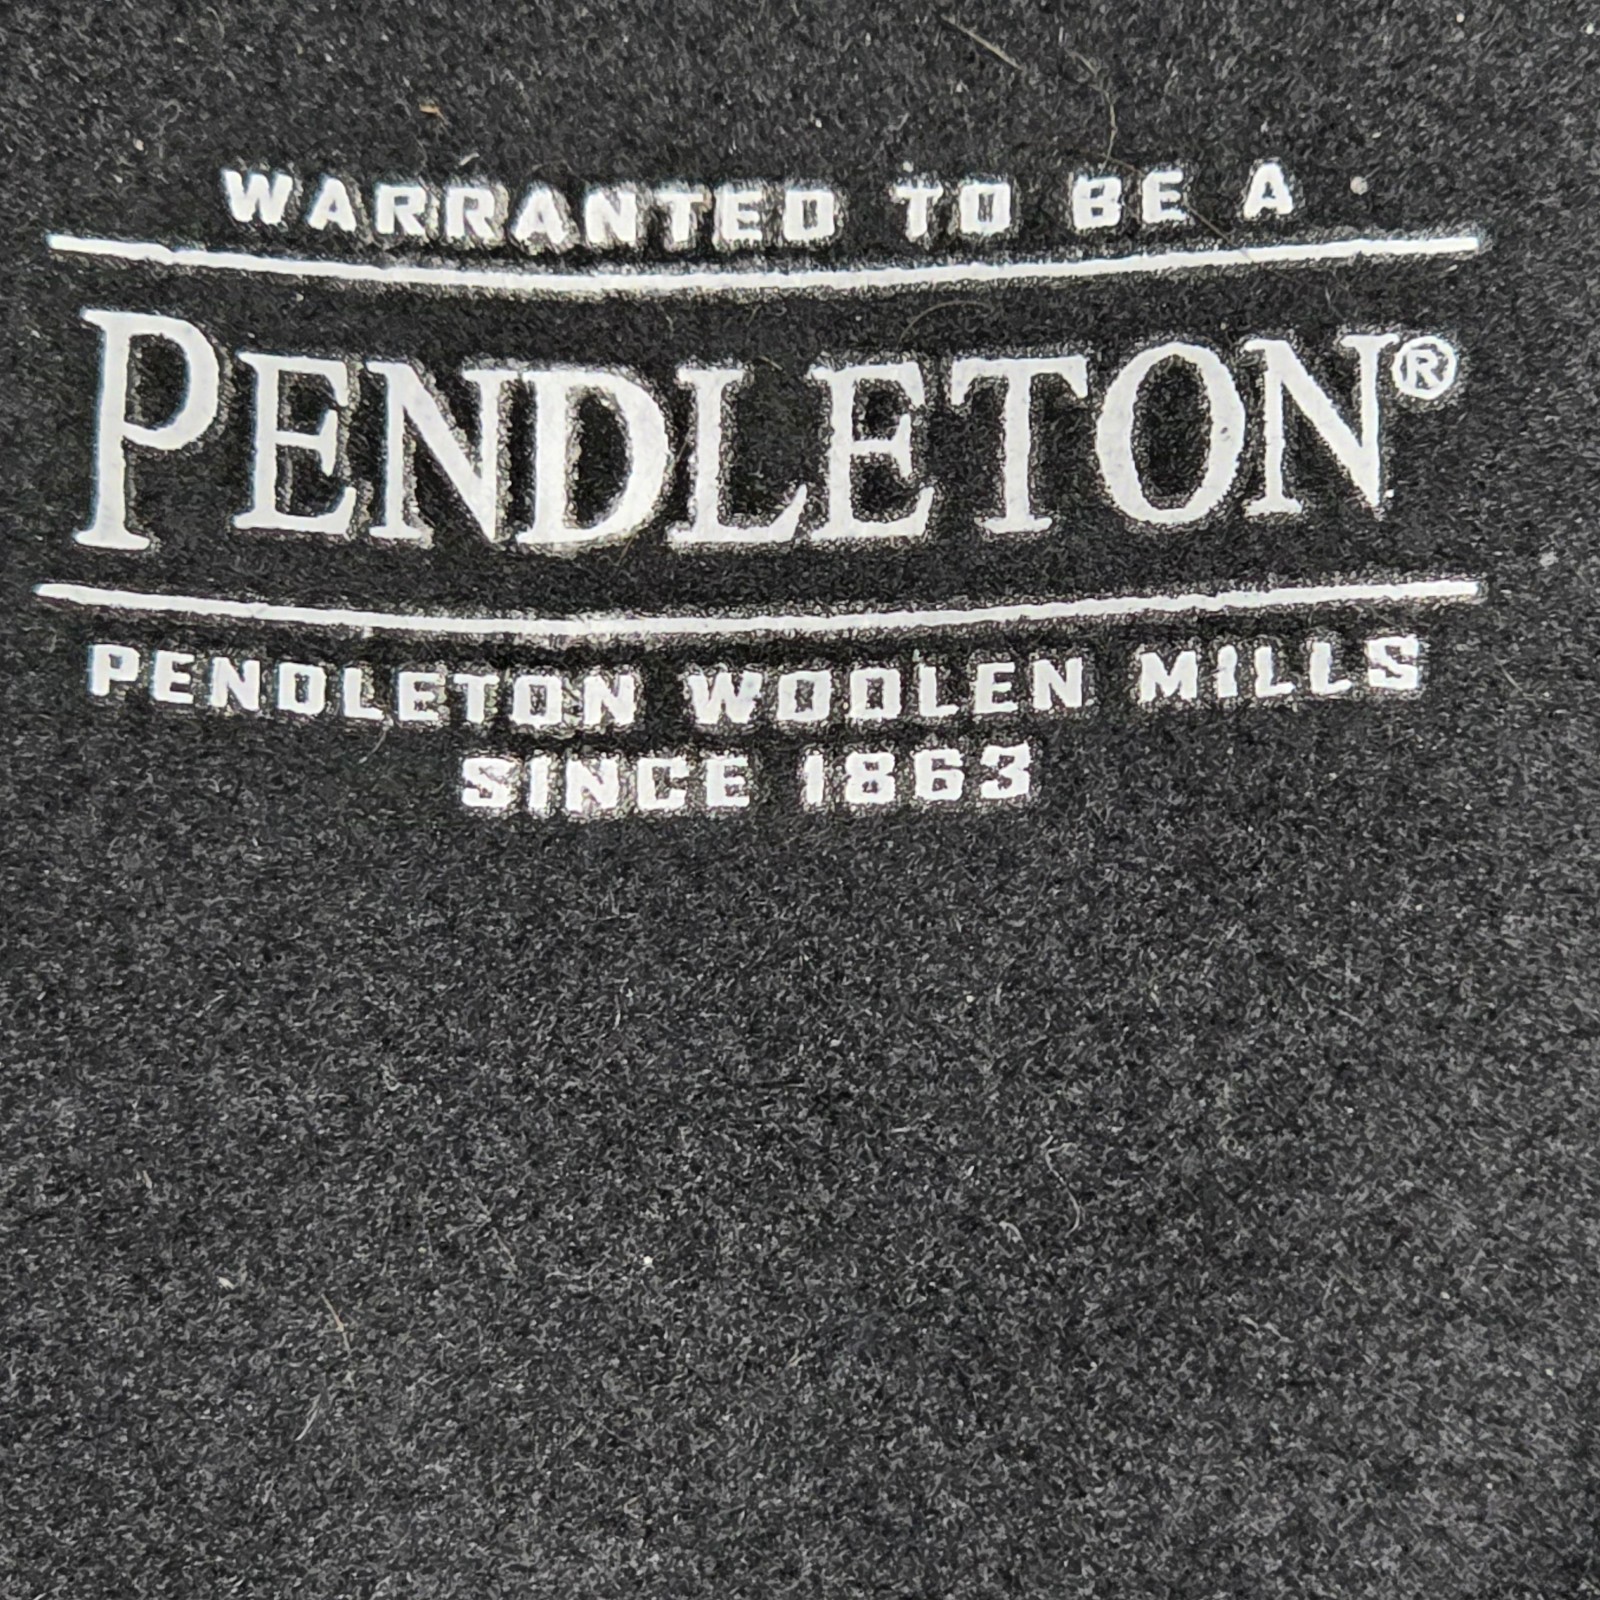 WARRANTED TO BE A
PENDLETON®
PENDLETON WOOLEN MILLS
SINCE 1863